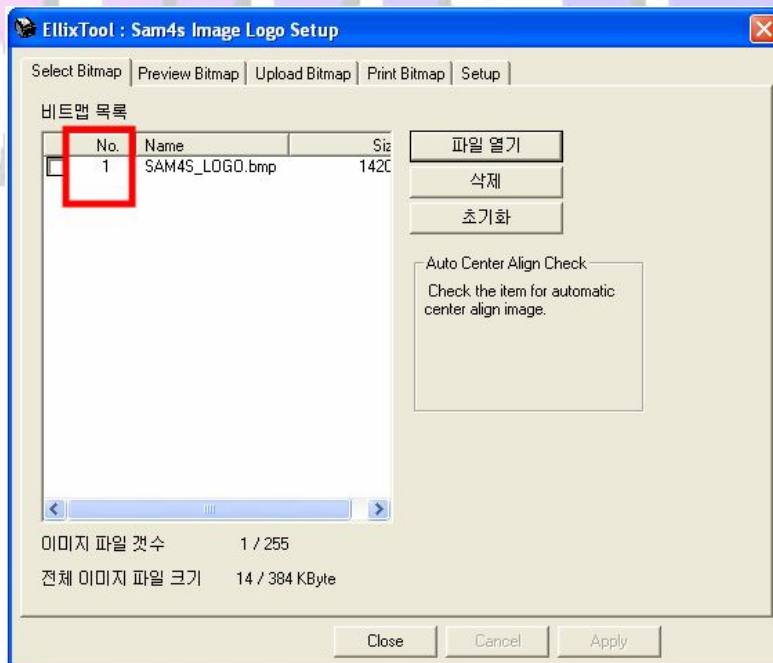 EllixTool : Sam4s Image Logo Setup
Select Bitmap Preview Bitmap Upload Bitmap Print Bitmap Setup
비트맵 목록
No. Name Siz
1 SAM4S_LOGO.bmp 1420
파일 열기
삭제
초기화
Auto Center Align Check
Check the item for automatic
center align image.
이미지 파일 갯수 1 / 255
전체 이미지 파일 크기 14 / 384 KByte
Close Cancel Apply